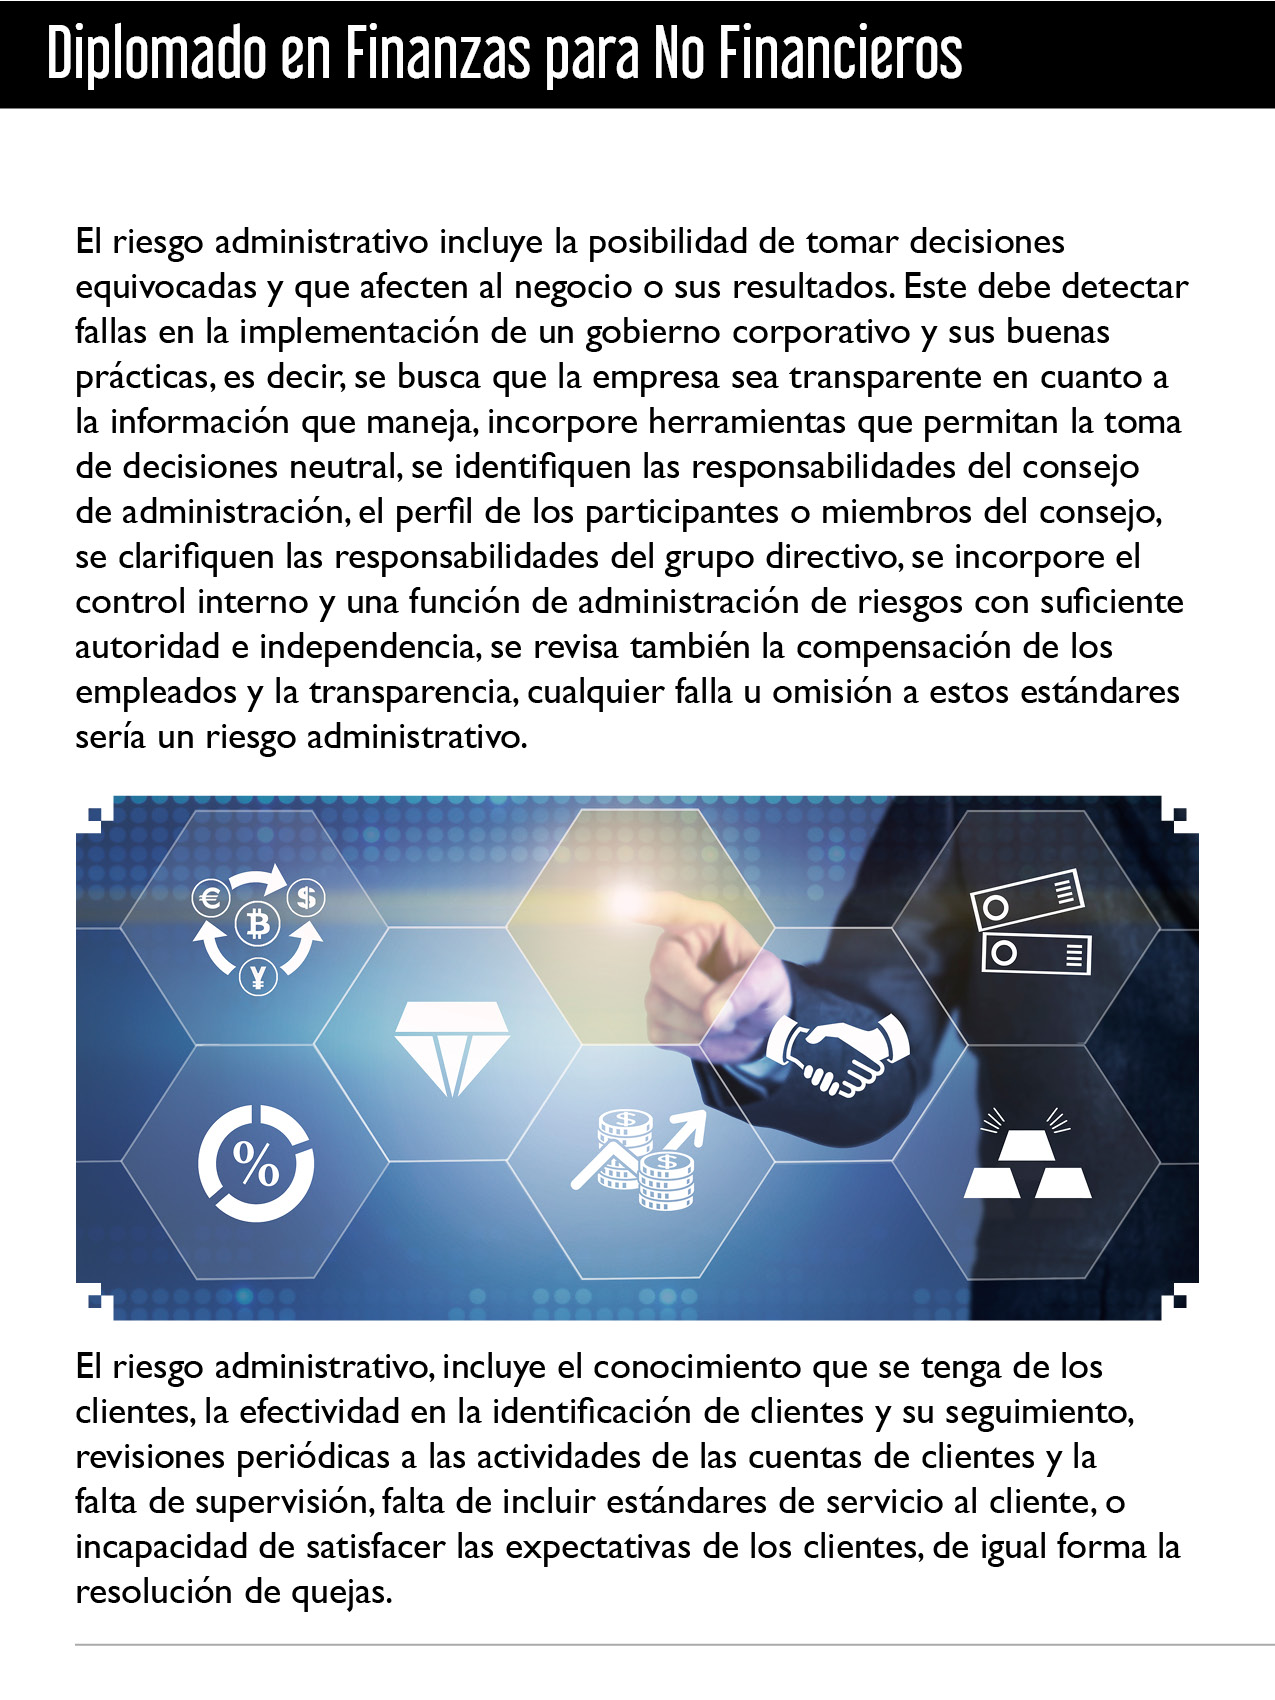 Diplomado en Finanzas para No Financieros
El riesgo administrativo incluye la posibilidad de tomar decisiones
equivocadas y que afecten al negocio o sus resultados. Este debe detectar
fallas en la implementación de un gobierno corporativo y sus buenas
prácticas, es decir, se busca que la empresa sea transparente en cuanto a
la información que maneja, incorpore herramientas que permitan la toma
de decisiones neutral, se identifiquen las responsabilidades del consejo
de administración, el perfil de los participantes o miembros del consejo,
se clarifiquen las responsabilidades del grupo directivo, se incorpore el
control interno y una función de administración de riesgos con suficiente
autoridad e independencia, se revisa también la compensación de los
empleados y la transparencia, cualquier falla u omisión a estos estándares
sería un riesgo administrativo.
€ $
₿
¥
%
$
$
El riesgo administrativo, incluye el conocimiento que se tenga de los
clientes, la efectividad en la identificación de clientes y su seguimiento,
revisiones periódicas a las actividades de las cuentas de clientes y la
falta de supervisión, falta de incluir estándares de servicio al cliente, o
incapacidad de satisfacer las expectativas de los clientes, de igual forma la
resolución de quejas.